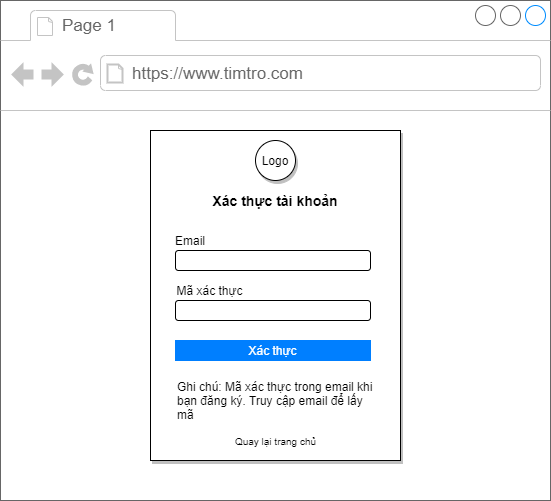 Page 1
https://www.timtro.com
Logo
Xác thực tài khoản
Email
Mã xác thực
Xác thực
Ghi chú: Mã xác thực trong email khi
bạn đăng ký. Truy cập email để lấy
mã
Quay lại trang chủ